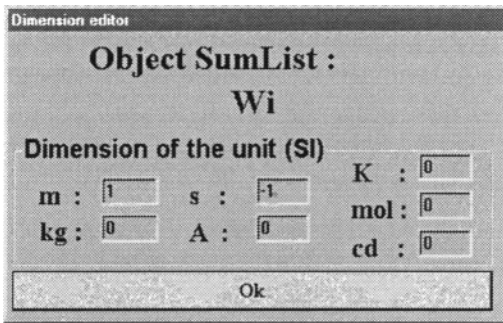 Dimension editor
Object SumList :
Wi
Dimension of the unit (SI)
m : 1 s : -1 K : 0
kg : 0 A : 0 mol : 0
cd : 0
Ok